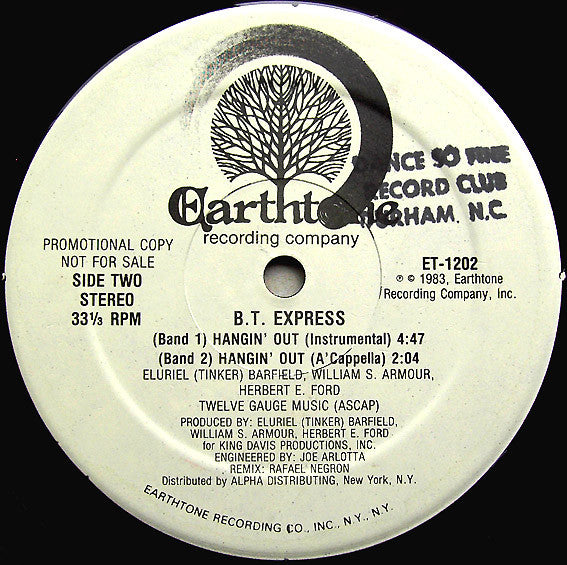 Earthtone
recording company
DANCE SO FINE
RECORD CLUB
DURHAM, N.C.
PROMOTIONAL COPY
NOT FOR SALE
SIDE TWO
STEREO
33⅓ RPM
ET-1202
℗ © 1983, Earthtone
Recording Company, Inc.
B.T. EXPRESS
(Band 1) HANGIN' OUT (Instrumental) 4:47
(Band 2) HANGIN' OUT (A'Cappella) 2:04
ELURIEL (TINKER) BARFIELD, WILLIAM S. ARMOUR,
HERBERT E. FORD
TWELVE GAUGE MUSIC (ASCAP)
PRODUCED BY: ELURIEL (TINKER) BARFIELD,
WILLIAM S. ARMOUR, HERBERT E. FORD
for KING DAVIS PRODUCTIONS, INC.
ENGINEERED BY: JOE ARLOTTA
REMIX: RAFAEL NEGRON
Distributed by ALPHA DISTRIBUTING, New York, N.Y.
EARTHTONE RECORDING CO., INC., N.Y., N.Y.